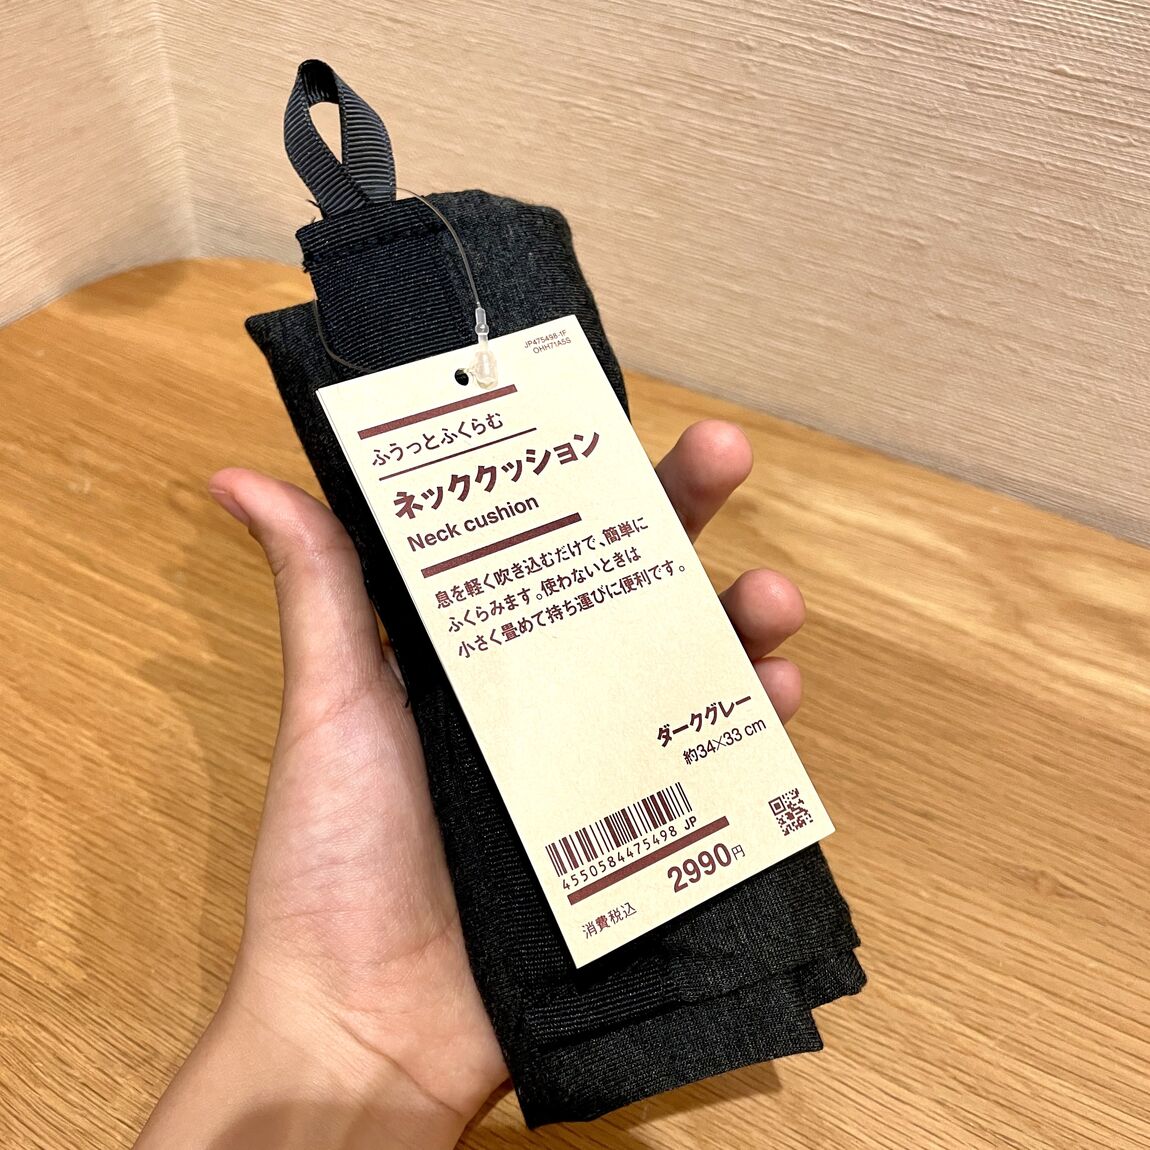 JP475498-1F
OHH71A5S
ふうっとふくらむ
ネッククッション
Neck cushion
息を軽く吹き込むだけで、簡単に
ふくらみます。使わないときは
小さく畳めて持ち運びに便利です。
ダークグレー
約34×33 cm
4550584475498 JP
2990円
消費税込